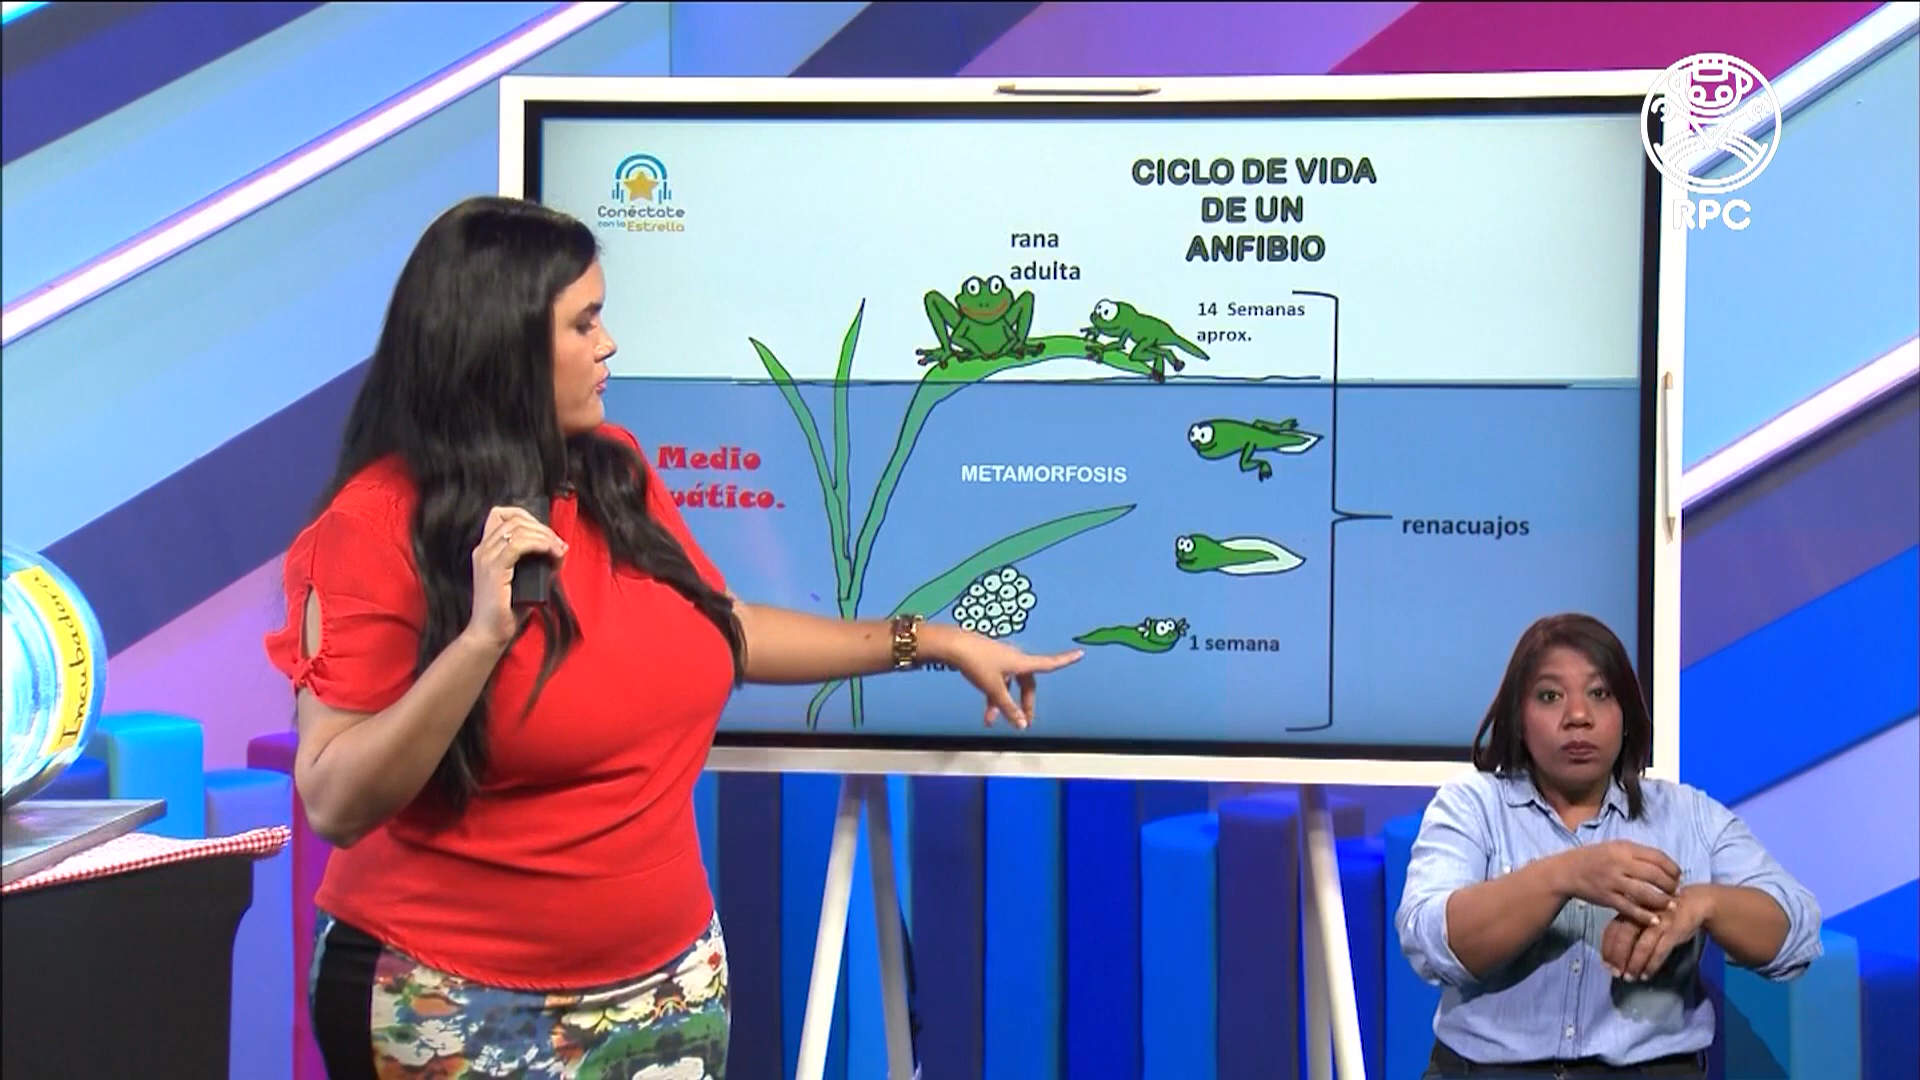 Conéctate
con la Estrella
CICLO DE VIDA
DE UN
ANFIBIO
rana
adulta
14 Semanas
aprox.
Medio
METAMORFOSIS
renacuajos
1 semana
Incubadora
RPC